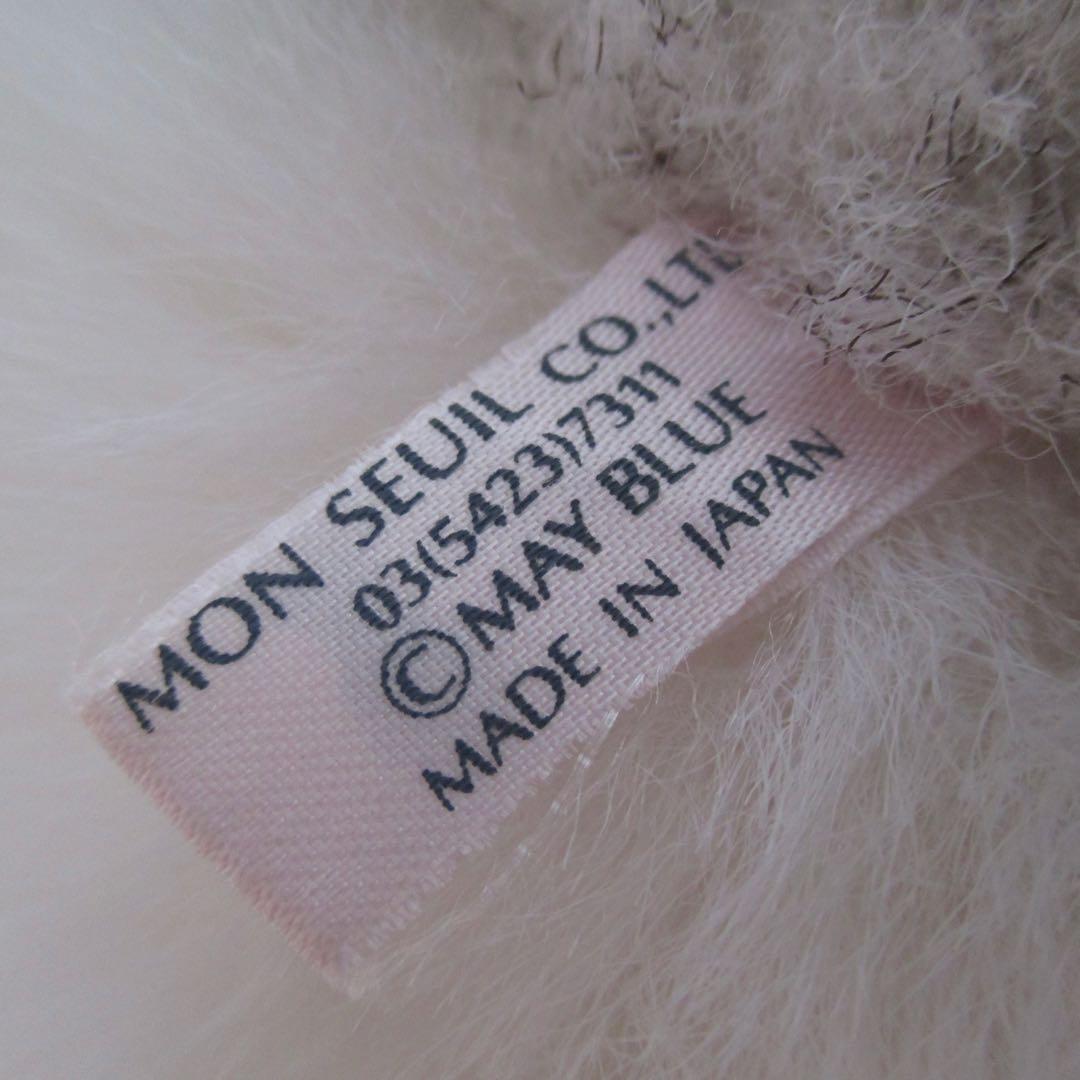 MON SEUIL CO.,LTD
03(5423)7311
©MAY BLUE
MADE IN JAPAN